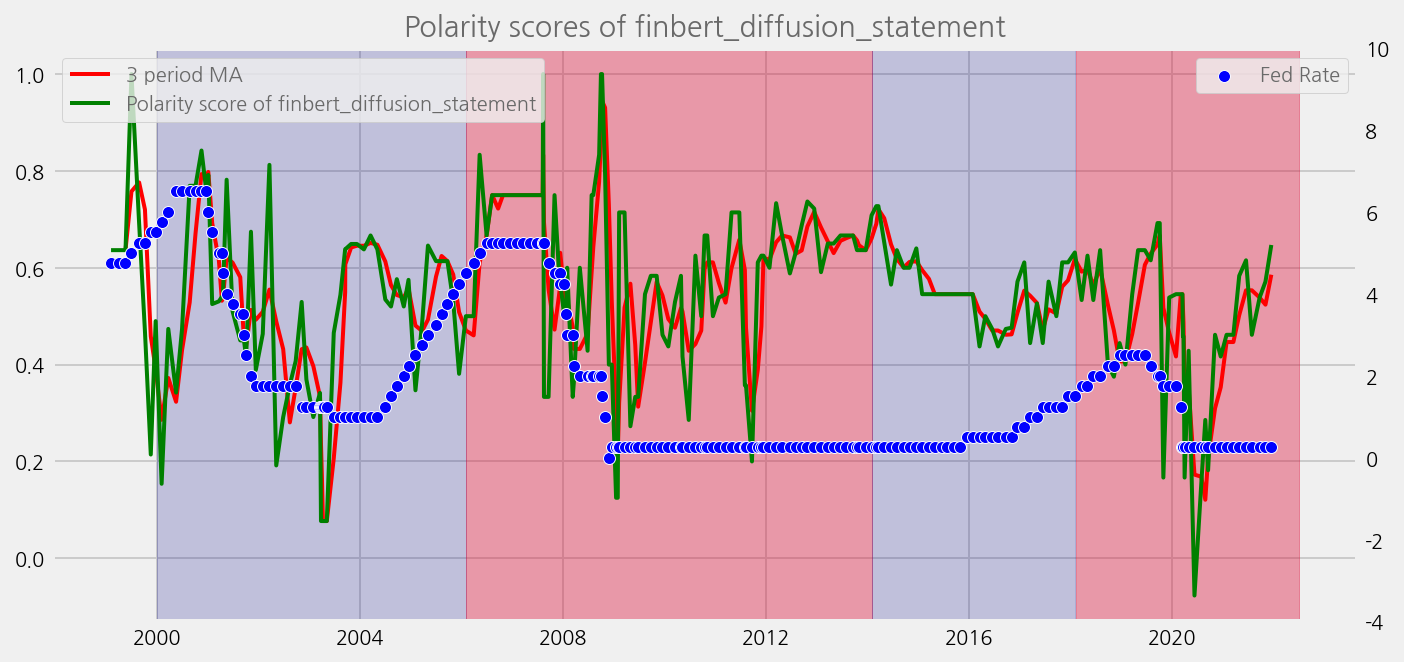 Polarity scores of finbert_diffusion_statement
3 period MA
Polarity score of finbert_diffusion_statement
Fed Rate
1.0
0.8
0.6
0.4
0.2
0.0
10
8
6
4
2
0
-2
-4
2000 2004 2008 2012 2016 2020